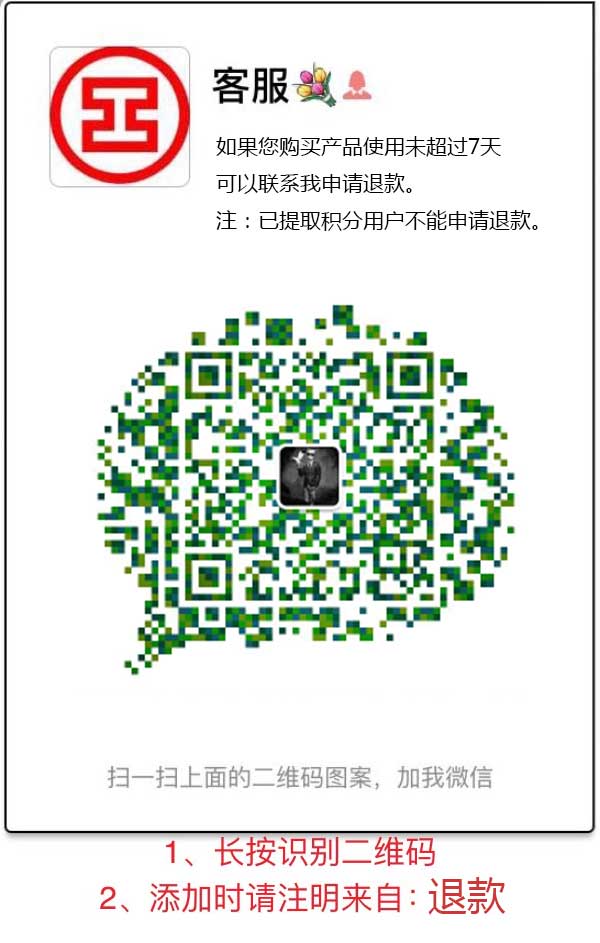 客服
如果您购买产品使用未超过7天
可以联系我申请退款。
注：已提取积分用户不能申请退款。
扫一扫上面的二维码图案，加我微信
1、长按识别二维码
2、添加时请注明来自：退款